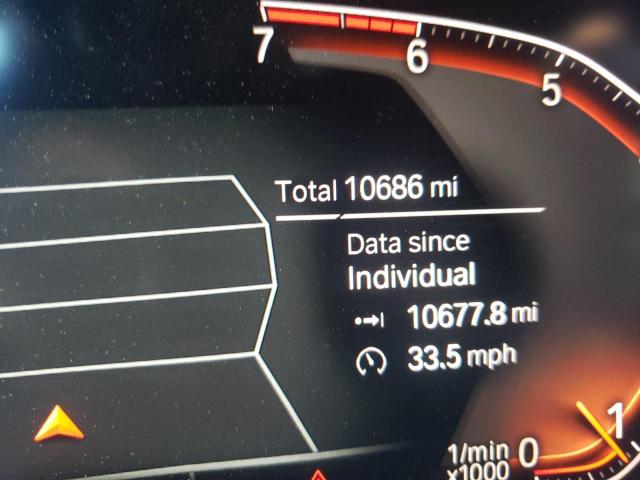 7
6
5
Total 10686 mi
Data since
Individual
10677.8 mi
33.5 mph
1
1/min 0
x1000